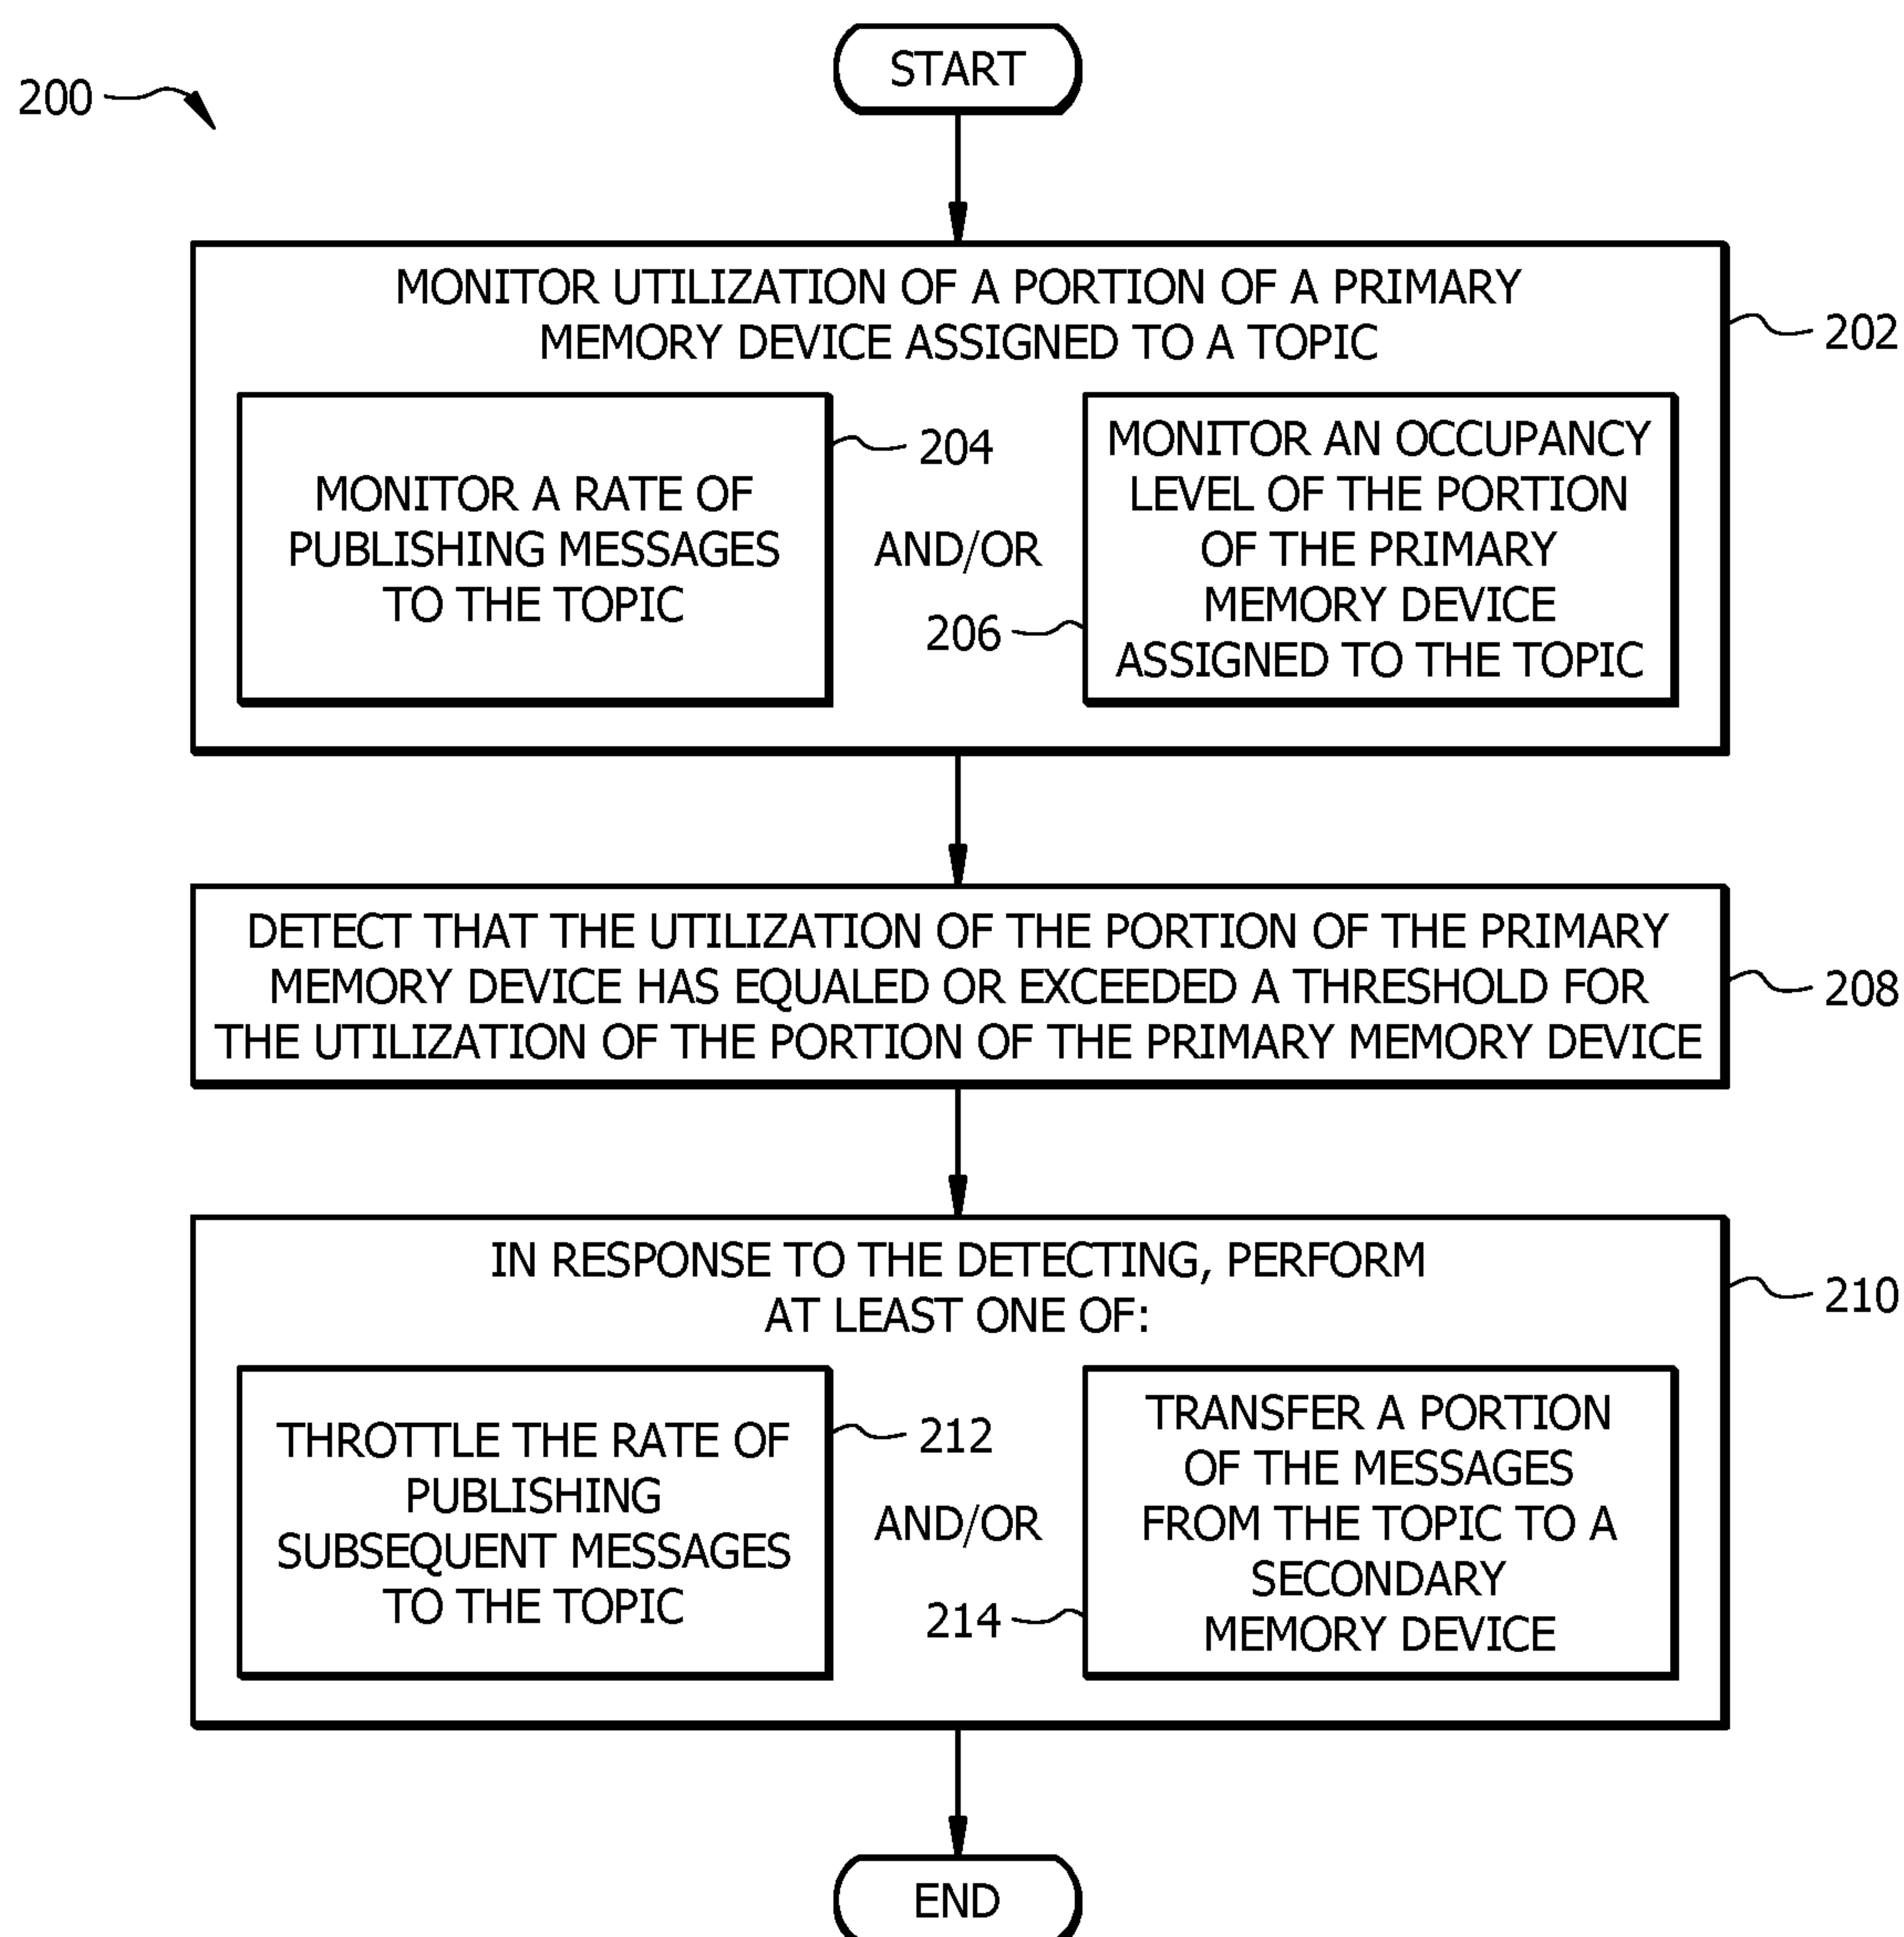 START
200
MONITOR UTILIZATION OF A PORTION OF A PRIMARY
MEMORY DEVICE ASSIGNED TO A TOPIC
202
MONITOR A RATE OF
PUBLISHING MESSAGES
TO THE TOPIC
204
AND/OR
206
MONITOR AN OCCUPANCY
LEVEL OF THE PORTION
OF THE PRIMARY
MEMORY DEVICE
ASSIGNED TO THE TOPIC
DETECT THAT THE UTILIZATION OF THE PORTION OF THE PRIMARY
MEMORY DEVICE HAS EQUALED OR EXCEEDED A THRESHOLD FOR
THE UTILIZATION OF THE PORTION OF THE PRIMARY MEMORY DEVICE
208
IN RESPONSE TO THE DETECTING, PERFORM
AT LEAST ONE OF:
210
THROTTLE THE RATE OF
PUBLISHING
SUBSEQUENT MESSAGES
TO THE TOPIC
212
AND/OR
214
TRANSFER A PORTION
OF THE MESSAGES
FROM THE TOPIC TO A
SECONDARY
MEMORY DEVICE
END